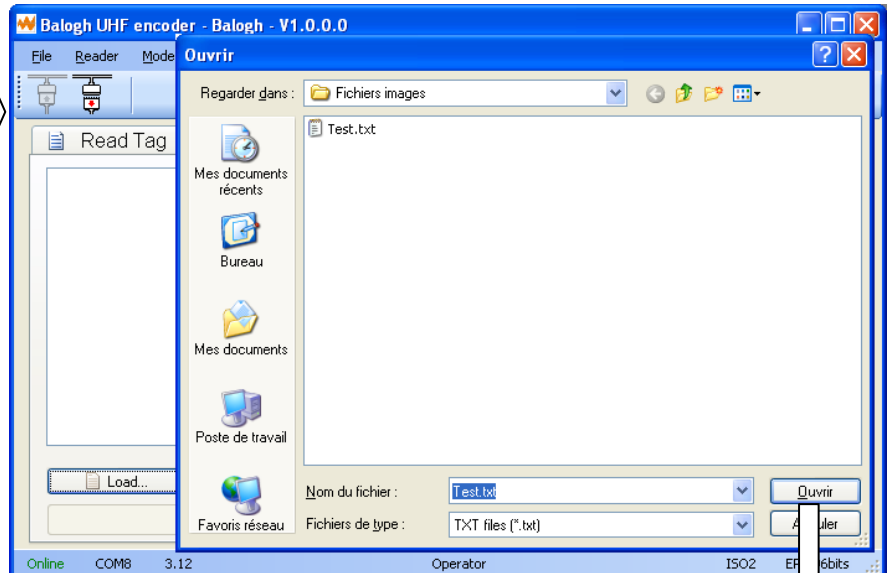 Balogh UHF encoder - Balogh - V1.0.0.0
File Reader Mode
Ouvrir
Regarder dans : Fichiers images
Read Tag
Test.txt
Mes documents
récents
Bureau
Mes documents
Poste de travail
Favoris réseau
Load...
Nom du fichier : Test.txt Ouvrir
Fichiers de type : TXT files (*.txt)
Online COM8 3.12 Operator ISO2